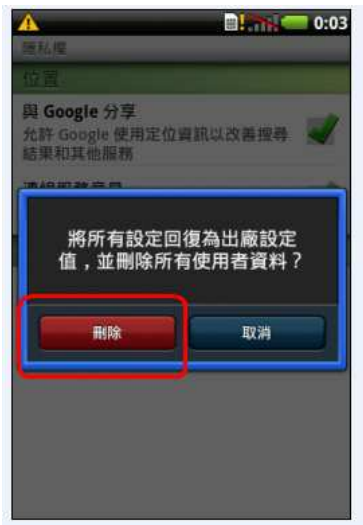 0:03
隱私權
位置
與 Google 分享
允許 Google 使用定位資訊以改善搜尋
結果和其他服務
將所有設定回復為出廠設定
值，並刪除所有使用者資料？
刪除
取消